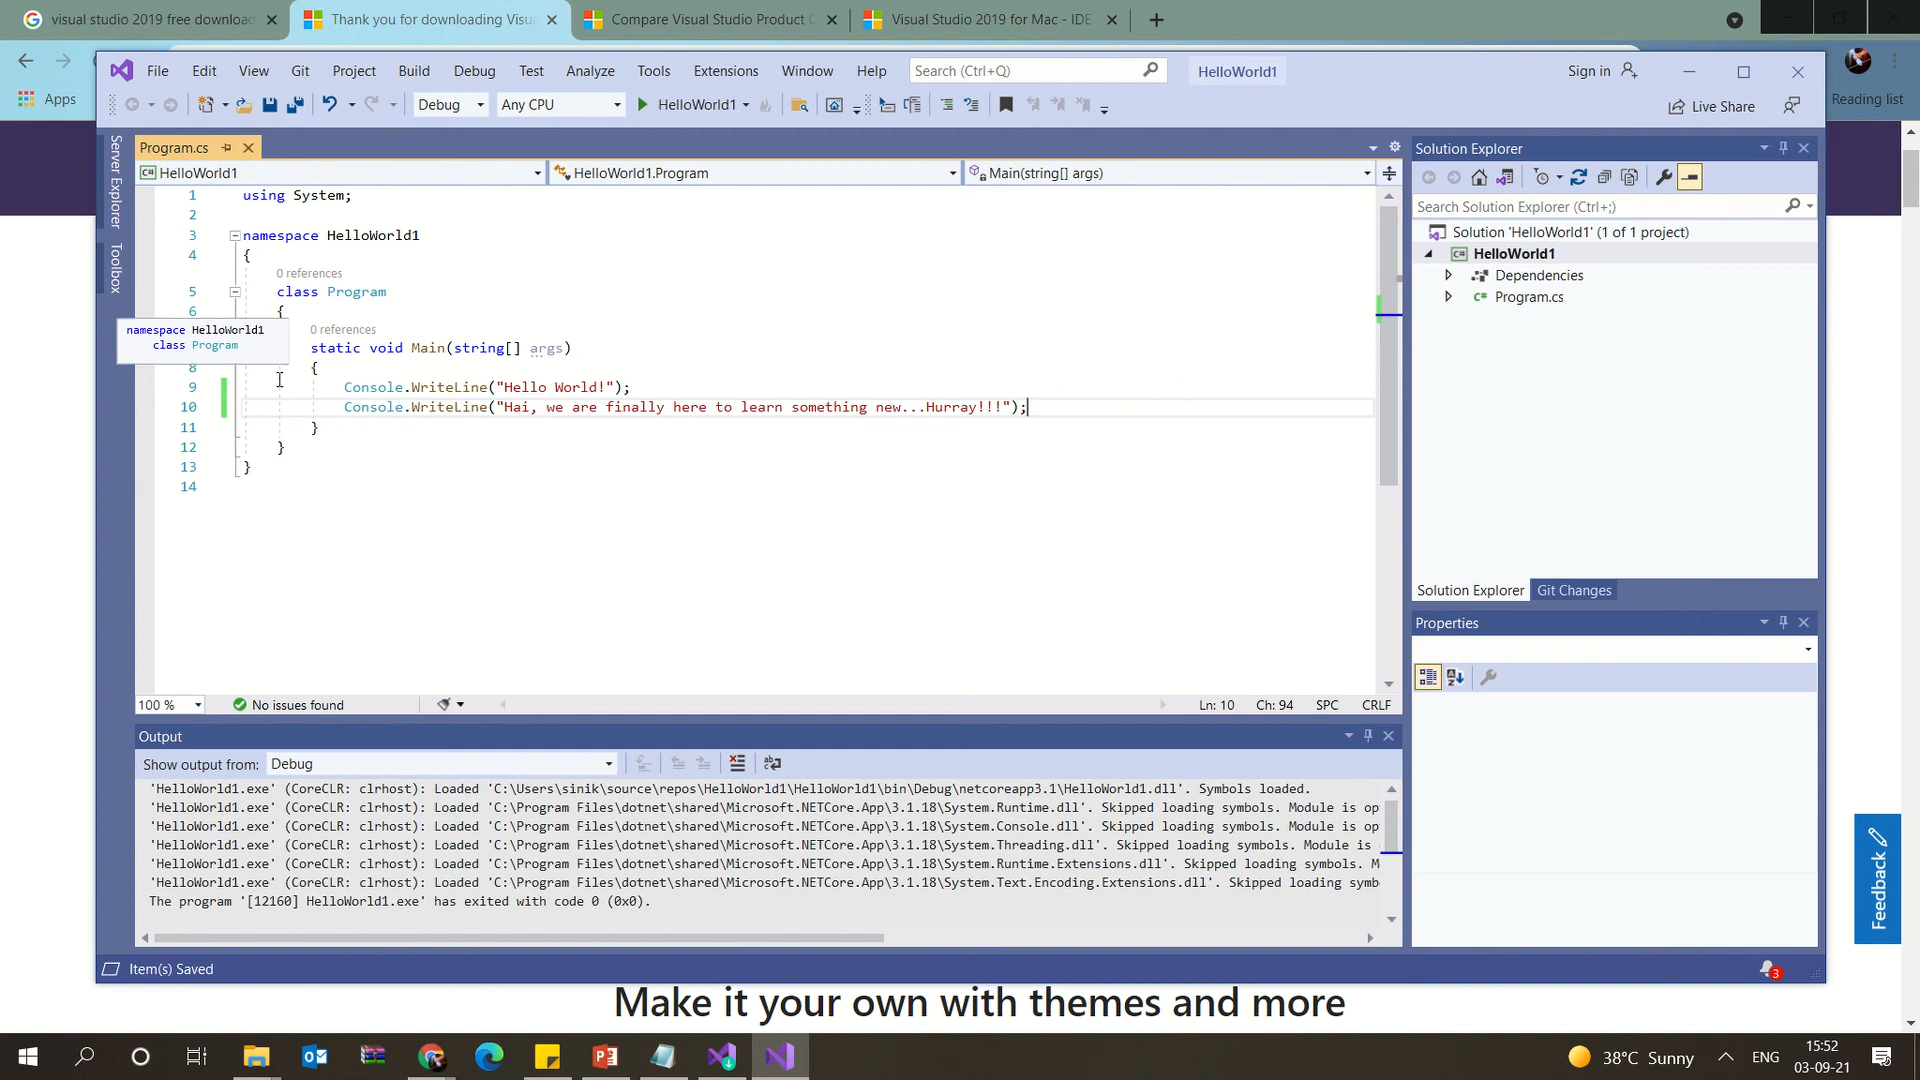 visual studio 2019 free download
Thank you for downloading Visu
Compare Visual Studio Product C
Visual Studio 2019 for Mac - IDE
Apps
Reading list
File Edit View Git Project Build Debug Test Analyze Tools Extensions Window Help
Search (Ctrl+Q)
HelloWorld1
Sign in
Debug
Any CPU
HelloWorld1
Live Share
Server Explorer
Toolbox
Program.cs
HelloWorld1
HelloWorld1.Program
Main(string[] args)
1 using System;
2
3 namespace HelloWorld1
4 {
0 references
5 class Program
6 {
namespace HelloWorld1
class Program
0 references
static void Main(string[] args)
8 {
9 Console.WriteLine("Hello World!");
10 Console.WriteLine("Hai, we are finally here to learn something new...Hurray!!!");
11 }
12 }
13 }
14
100 %
No issues found
Ln: 10 Ch: 94 SPC CRLF
Solution Explorer
Search Solution Explorer (Ctrl+;)
Solution 'HelloWorld1' (1 of 1 project)
HelloWorld1
Dependencies
Program.cs
Solution Explorer
Git Changes
Properties
Output
Show output from: Debug
'HelloWorld1.exe' (CoreCLR: clrhost): Loaded 'C:\Users\sinik\source\repos\HelloWorld1\HelloWorld1\bin\Debug\netcoreapp3.1\HelloWorld1.dll'. Symbols loaded.
'HelloWorld1.exe' (CoreCLR: clrhost): Loaded 'C:\Program Files\dotnet\shared\Microsoft.NETCore.App\3.1.18\System.Runtime.dll'. Skipped loading symbols. Module is op
'HelloWorld1.exe' (CoreCLR: clrhost): Loaded 'C:\Program Files\dotnet\shared\Microsoft.NETCore.App\3.1.18\System.Console.dll'. Skipped loading symbols. Module is op
'HelloWorld1.exe' (CoreCLR: clrhost): Loaded 'C:\Program Files\dotnet\shared\Microsoft.NETCore.App\3.1.18\System.Threading.dll'. Skipped loading symbols. Module is
'HelloWorld1.exe' (CoreCLR: clrhost): Loaded 'C:\Program Files\dotnet\shared\Microsoft.NETCore.App\3.1.18\System.Runtime.Extensions.dll'. Skipped loading symbols. M
'HelloWorld1.exe' (CoreCLR: clrhost): Loaded 'C:\Program Files\dotnet\shared\Microsoft.NETCore.App\3.1.18\System.Text.Encoding.Extensions.dll'. Skipped loading symb
The program '[12160] HelloWorld1.exe' has exited with code 0 (0x0).
Feedback
Item(s) Saved
3
Make it your own with themes and more
38°C Sunny
ENG
15:52
03-09-21